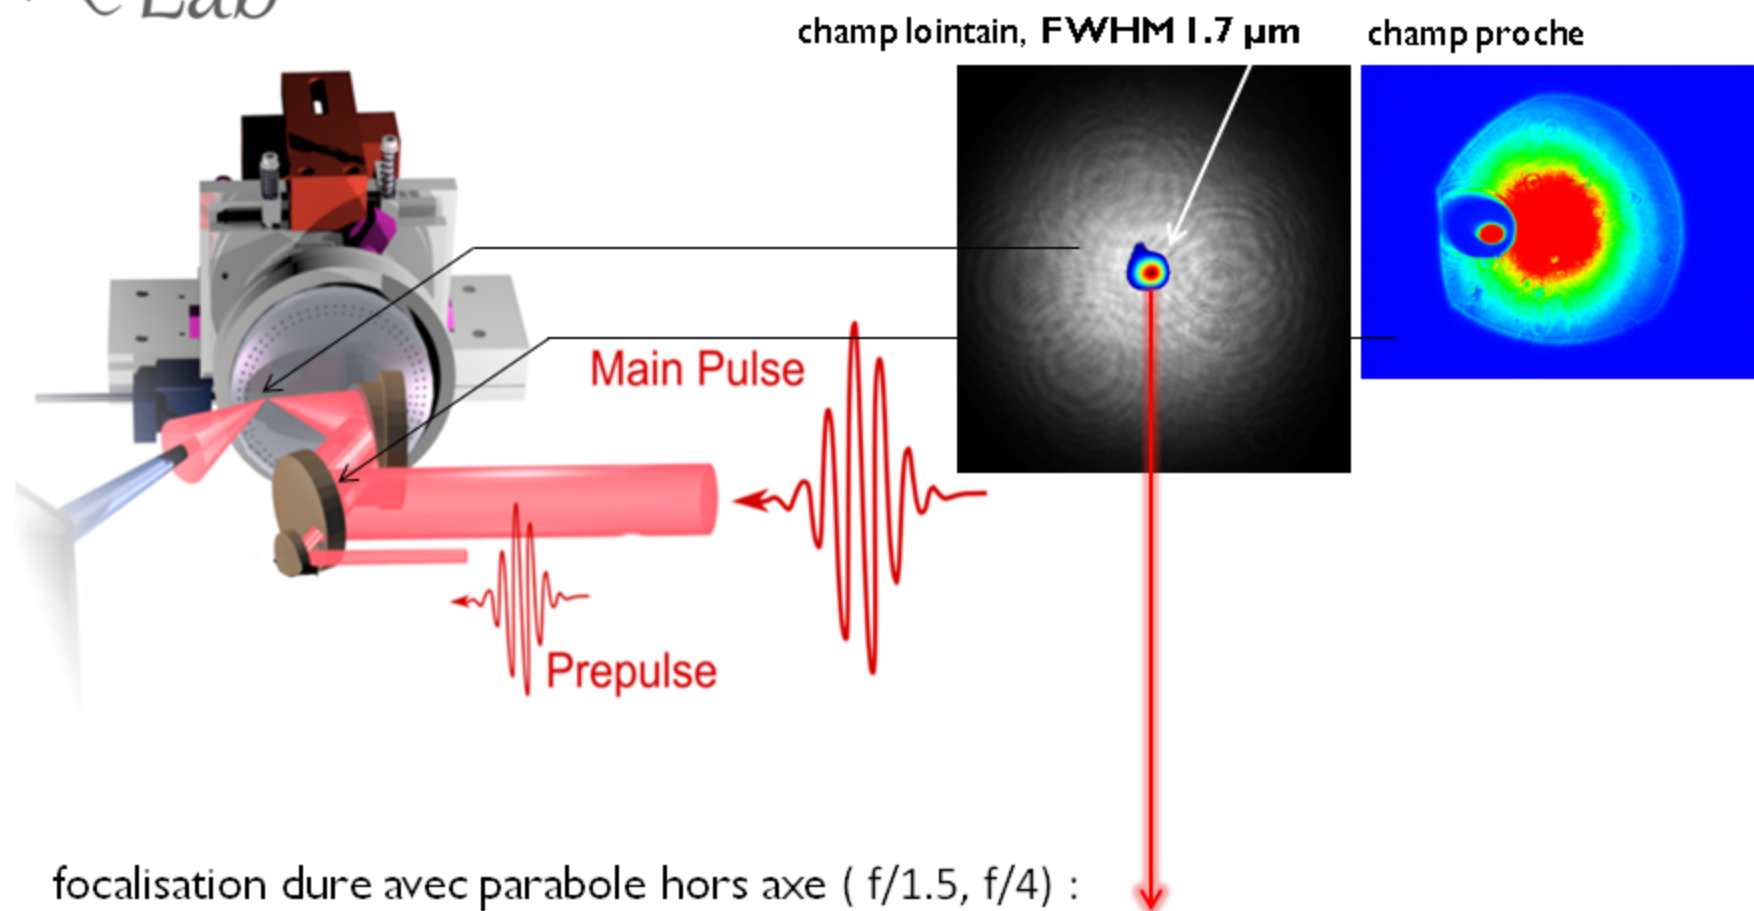 Lab
champ lointain, FWHM 1.7 µm
champ proche
Main Pulse
Prepulse
focalisation dure avec parabole hors axe ( f/1.5, f/4) :